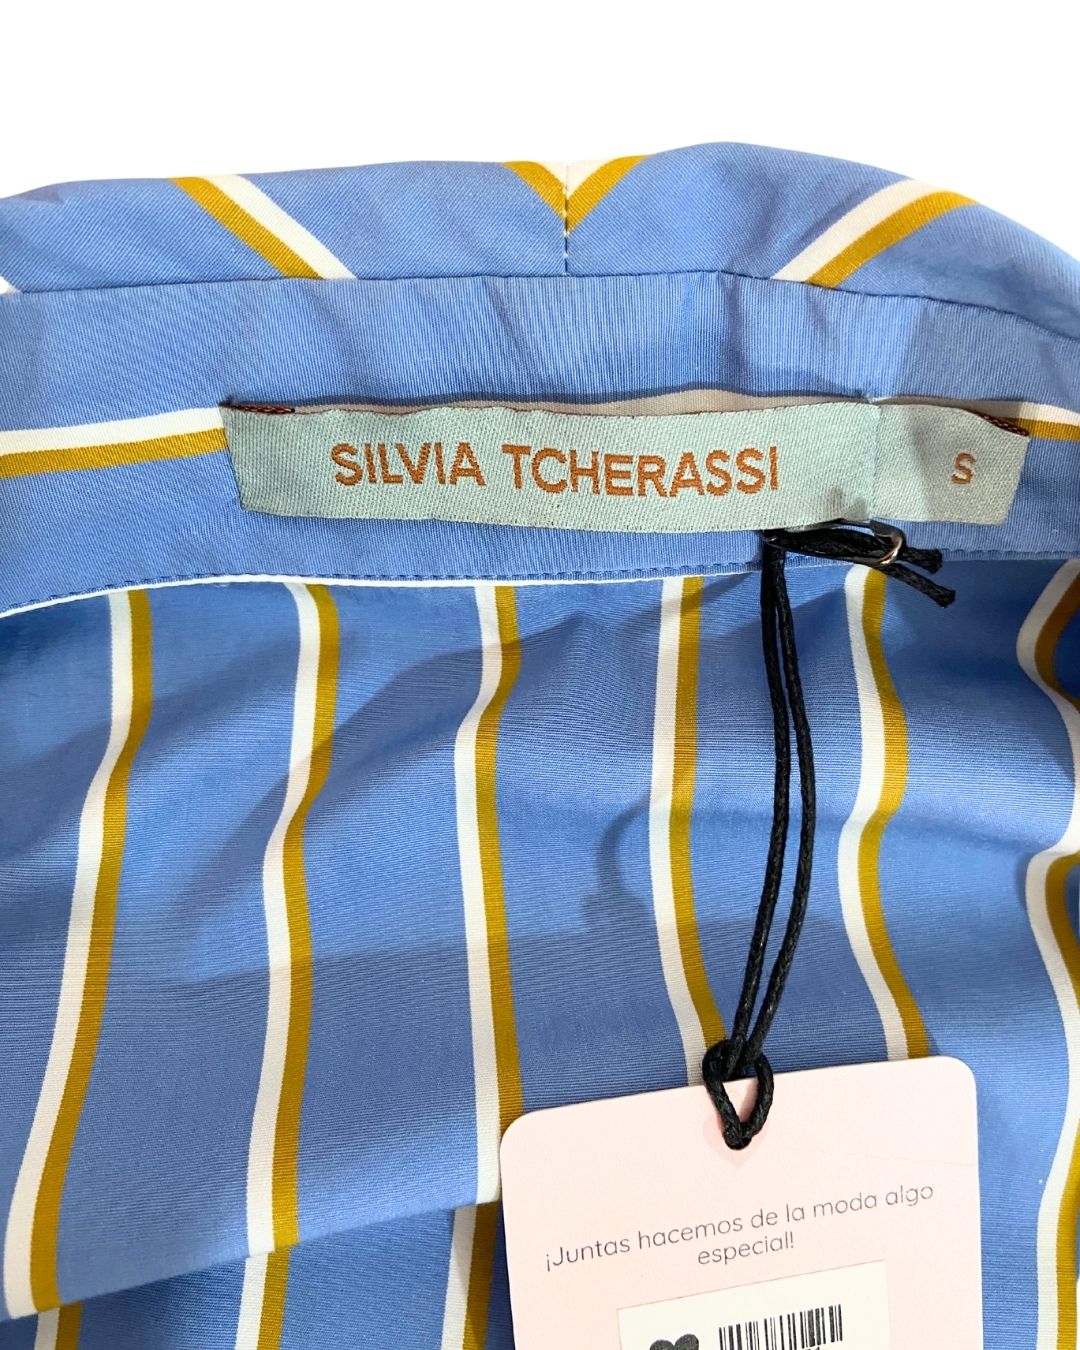 SILVIA TCHERASSI
S
¡Juntas hacemos de la moda algo
especial!